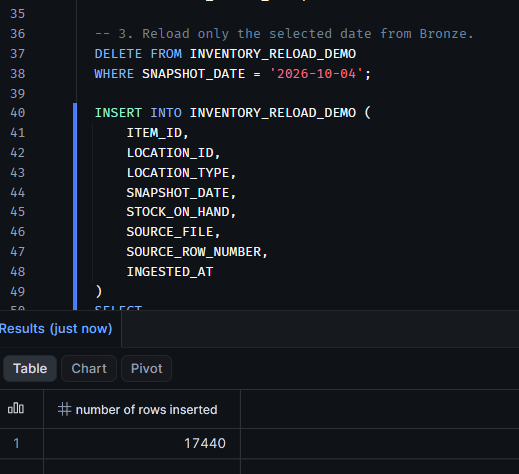 35
36 -- 3. Reload only the selected date from Bronze.
37 DELETE FROM INVENTORY_RELOAD_DEMO
38 WHERE SNAPSHOT_DATE = '2026-10-04';
39
40 INSERT INTO INVENTORY_RELOAD_DEMO (
41     ITEM_ID,
42     LOCATION_ID,
43     LOCATION_TYPE,
44     SNAPSHOT_DATE,
45     STOCK_ON_HAND,
46     SOURCE_FILE,
47     SOURCE_ROW_NUMBER,
48     INGESTED_AT
49 )
50 SELECT
Results (just now)
Table Chart Pivot
number of rows inserted
1 17440